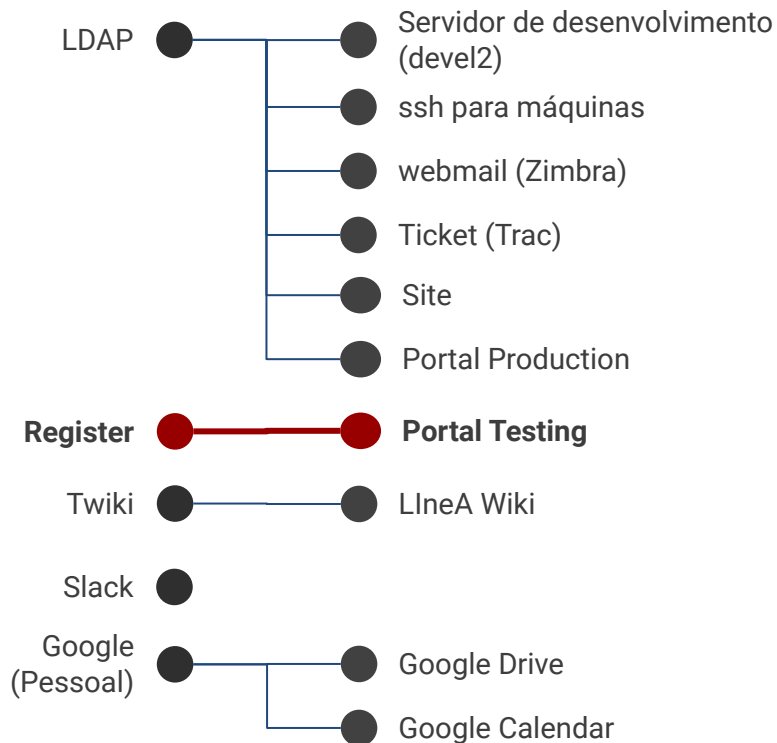 LDAP
Servidor de desenvolvimento
(devel2)
ssh para máquinas
webmail (Zimbra)
Ticket (Trac)
Site
Portal Production
Register
Portal Testing
Twiki
LIneA Wiki
Slack
Google
(Pessoal)
Google Drive
Google Calendar